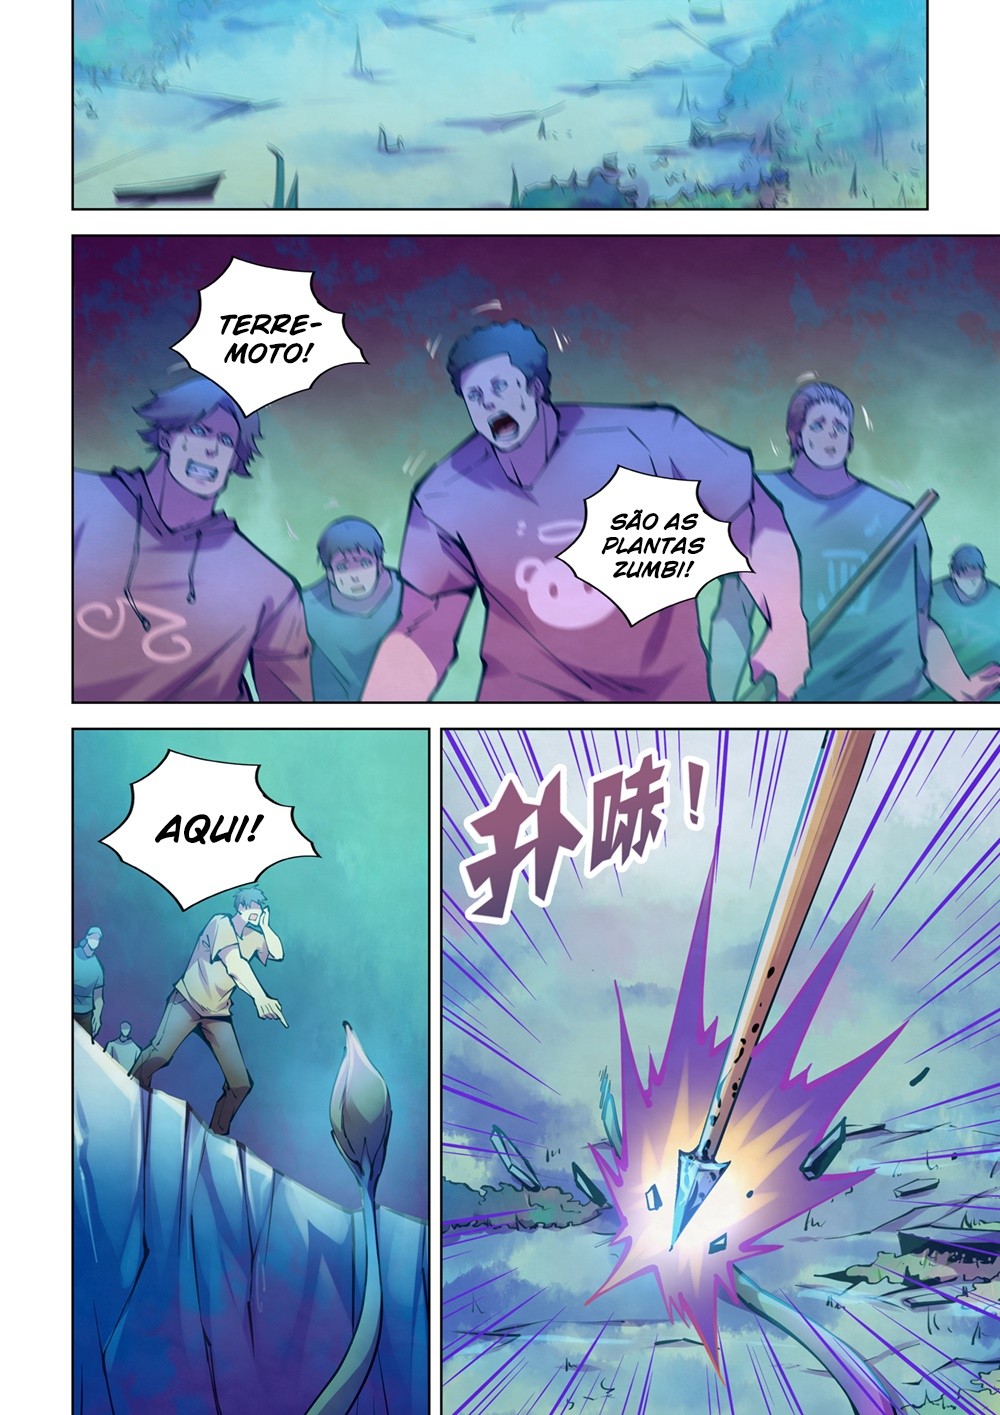 TERRE-
MOTO!
SÃO AS
PLANTAS
ZUMBI!
AQUI!
扑哧！